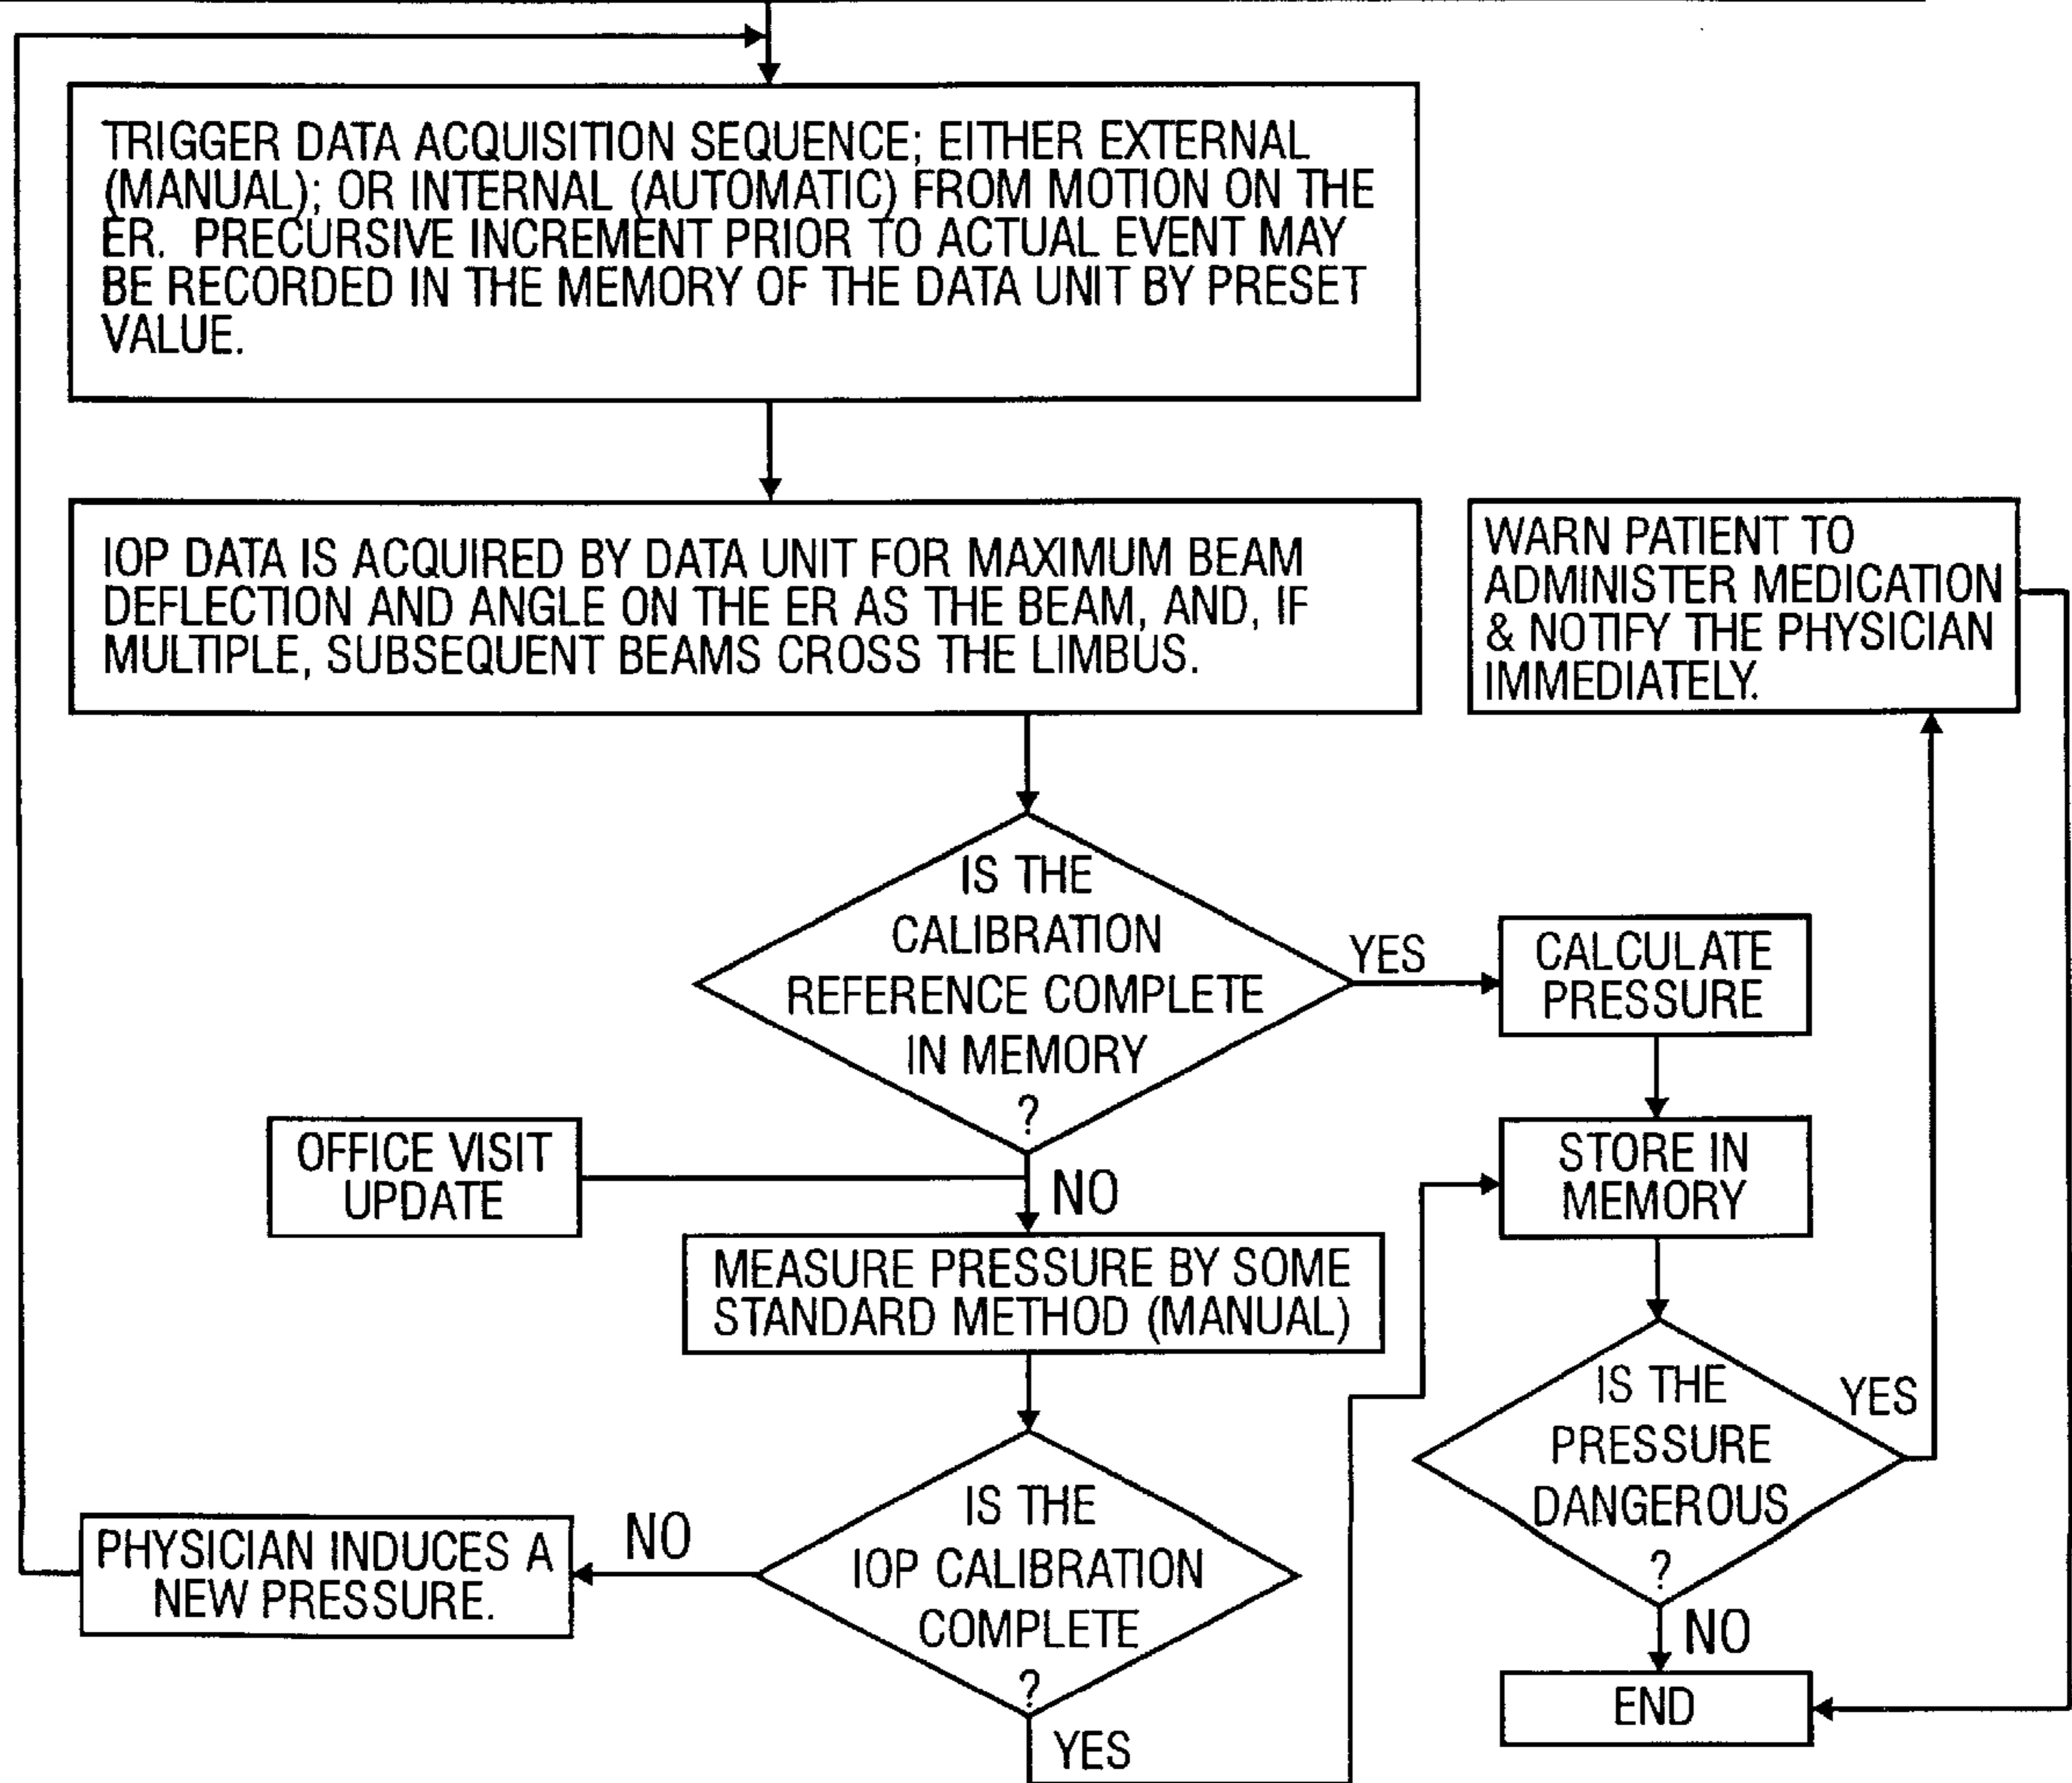 TRIGGER DATA ACQUISITION SEQUENCE; EITHER EXTERNAL
(MANUAL); OR INTERNAL (AUTOMATIC) FROM MOTION ON THE
ER. PRECURSIVE INCREMENT PRIOR TO ACTUAL EVENT MAY
BE RECORDED IN THE MEMORY OF THE DATA UNIT BY PRESET
VALUE.
IOP DATA IS ACQUIRED BY DATA UNIT FOR MAXIMUM BEAM
DEFLECTION AND ANGLE ON THE ER AS THE BEAM, AND, IF
MULTIPLE, SUBSEQUENT BEAMS CROSS THE LIMBUS.
WARN PATIENT TO
ADMINISTER MEDICATION
& NOTIFY THE PHYSICIAN
IMMEDIATELY.
IS THE
CALIBRATION
REFERENCE COMPLETE
IN MEMORY
?
YES
CALCULATE
PRESSURE
OFFICE VISIT
UPDATE
NO
STORE IN
MEMORY
MEASURE PRESSURE BY SOME
STANDARD METHOD (MANUAL)
IS THE
PRESSURE
DANGEROUS
?
YES
PHYSICIAN INDUCES A
NEW PRESSURE.
NO
IS THE
IOP CALIBRATION
COMPLETE
?
YES
NO
END